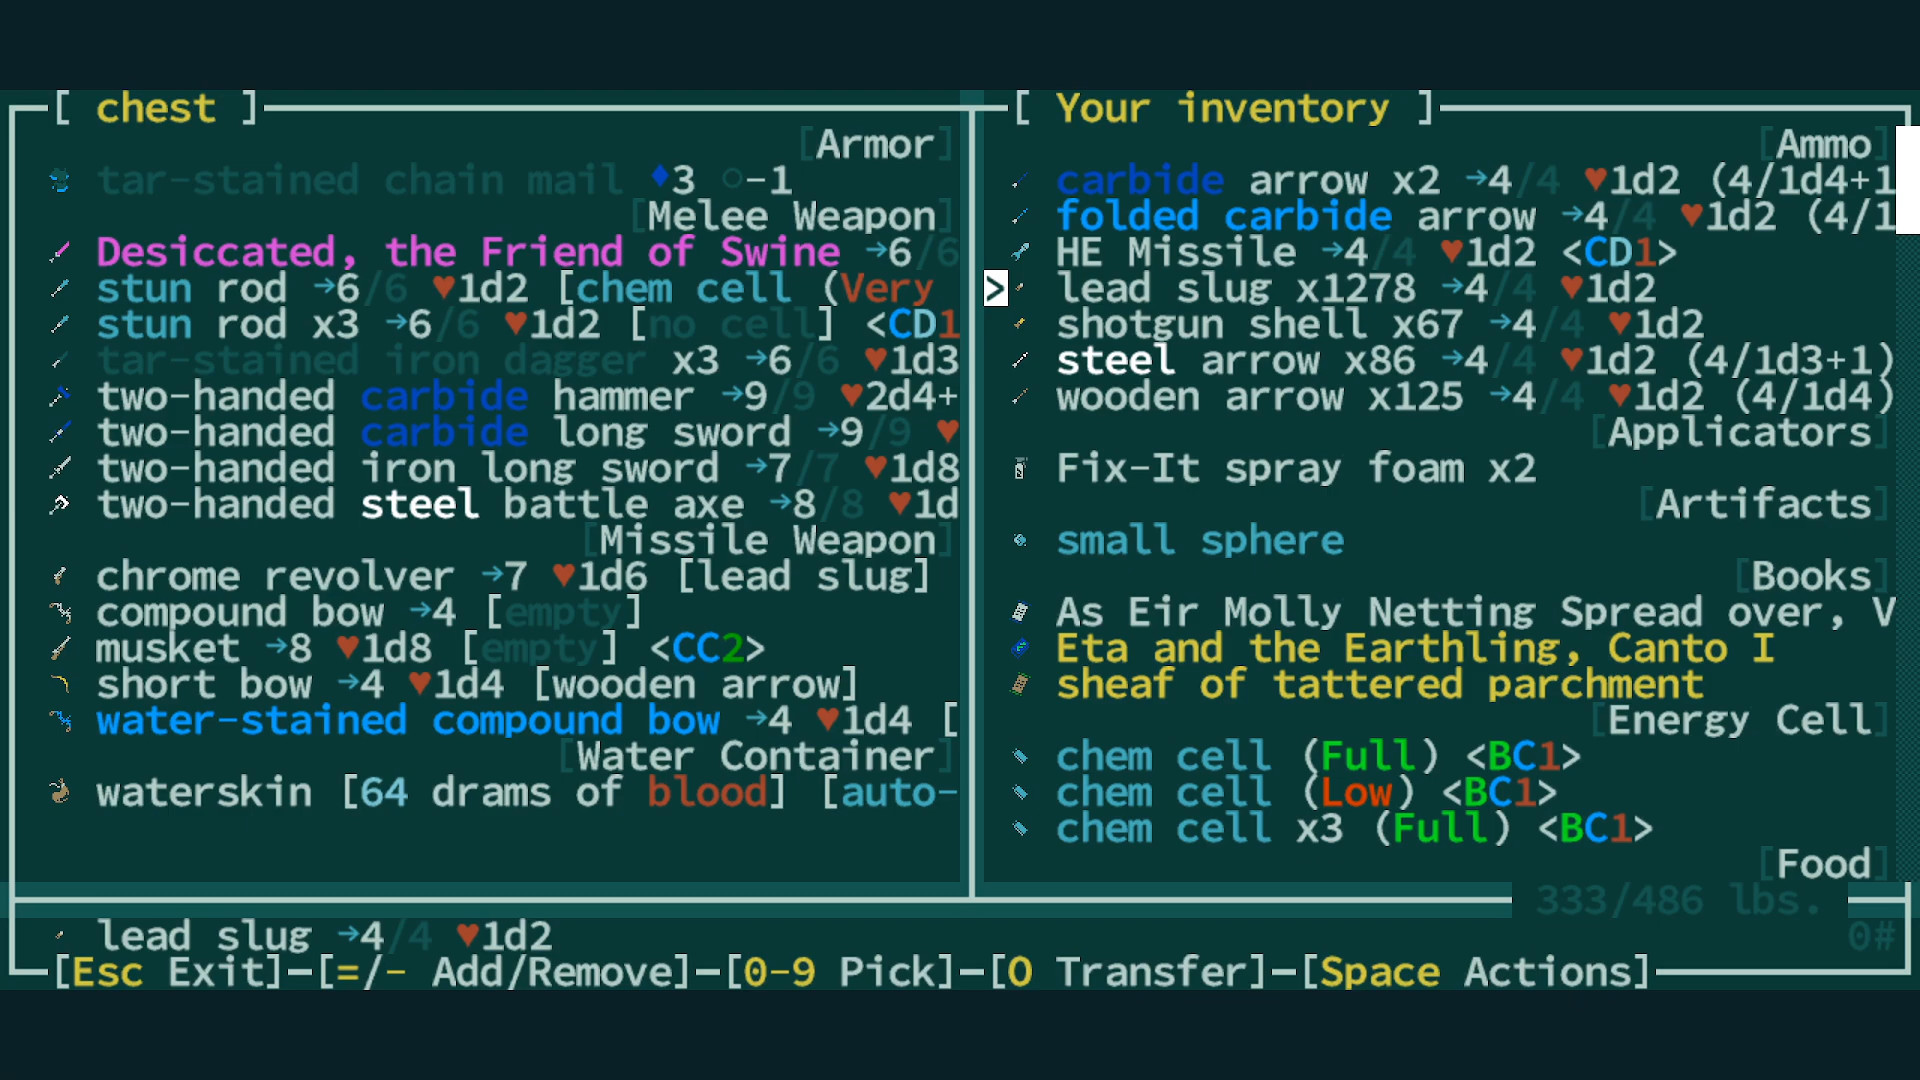 [ chest ]
[Armor]
tar-stained chain mail ♦3 ○-1
[Melee Weapon]
Desiccated, the Friend of Swine →6/6
stun rod →6/6 ♥1d2 [chem cell (Very
stun rod x3 →6/6 ♥1d2 [no cell] <CD1
tar-stained iron dagger x3 →6/6 ♥1d3
two-handed carbide hammer →9/9 ♥2d4+
two-handed carbide long sword →9/9 ♥
two-handed iron long sword →7/7 ♥1d8
two-handed steel battle axe →8/8 ♥1d
[Missile Weapon]
chrome revolver →7 ♥1d6 [lead slug]
compound bow →4 [empty]
musket →8 ♥1d8 [empty] <CC2>
short bow →4 ♥1d4 [wooden arrow]
water-stained compound bow →4 ♥1d4 [
[Water Container]
waterskin [64 drams of blood] [auto-
[ Your inventory ]
[Ammo]
carbide arrow x2 →4/4 ♥1d2 (4/1d4+1
folded carbide arrow →4/4 ♥1d2 (4/1
HE Missile →4/4 ♥1d2 <CD1>
> lead slug x1278 →4/4 ♥1d2
shotgun shell x67 →4/4 ♥1d2
steel arrow x86 →4/4 ♥1d2 (4/1d3+1)
wooden arrow x125 →4/4 ♥1d2 (4/1d4)
[Applicators]
Fix-It spray foam x2
[Artifacts]
small sphere
[Books]
As Eir Molly Netting Spread over, V
Eta and the Earthling, Canto I
sheaf of tattered parchment
[Energy Cell]
chem cell (Full) <BC1>
chem cell (Low) <BC1>
chem cell x3 (Full) <BC1>
[Food]
333/486 lbs.
lead slug →4/4 ♥1d2
0#
[Esc Exit]-[=/- Add/Remove]-[0-9 Pick]-[O Transfer]-[Space Actions]